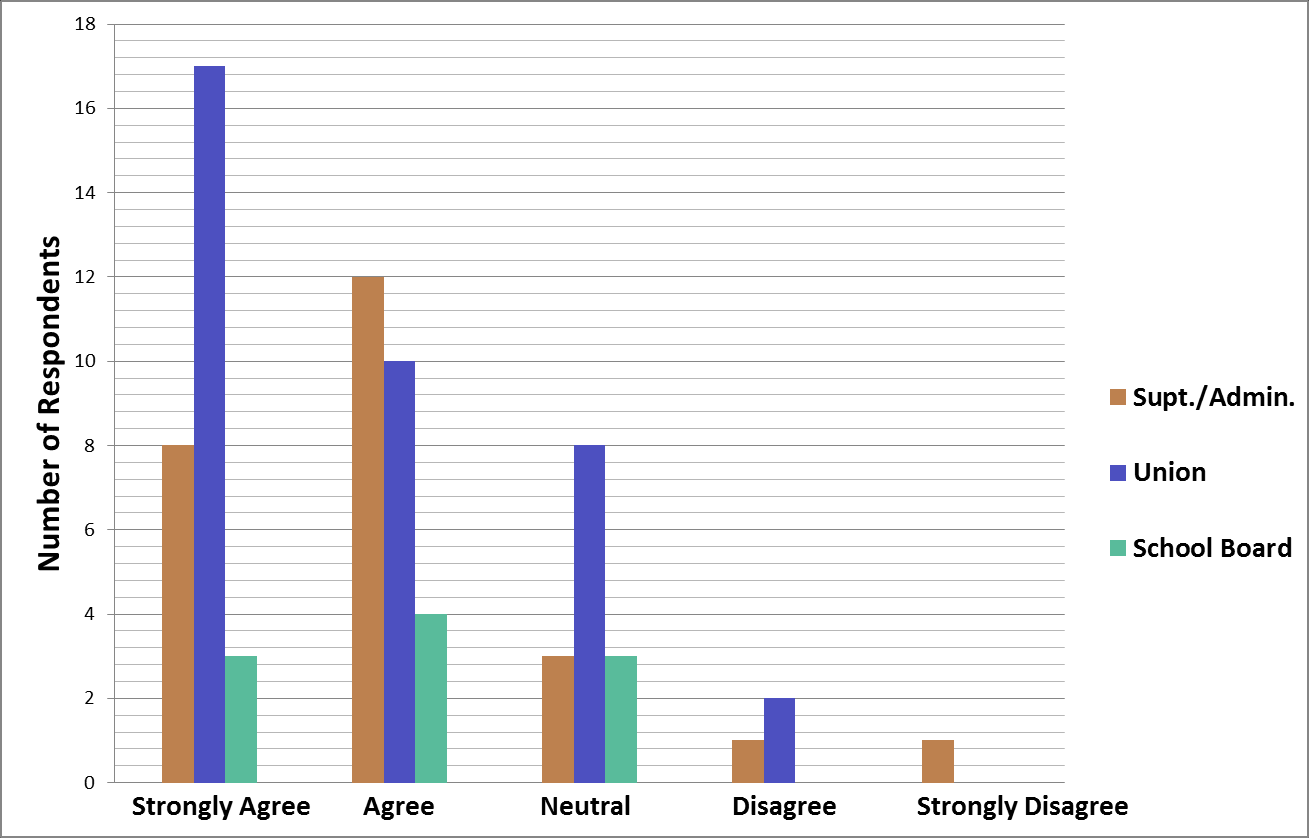 18
16
14
12
10
8
6
4
2
0
Number of Respondents
Strongly Agree
Agree
Neutral
Disagree
Strongly Disagree
Supt./Admin.
Union
School Board